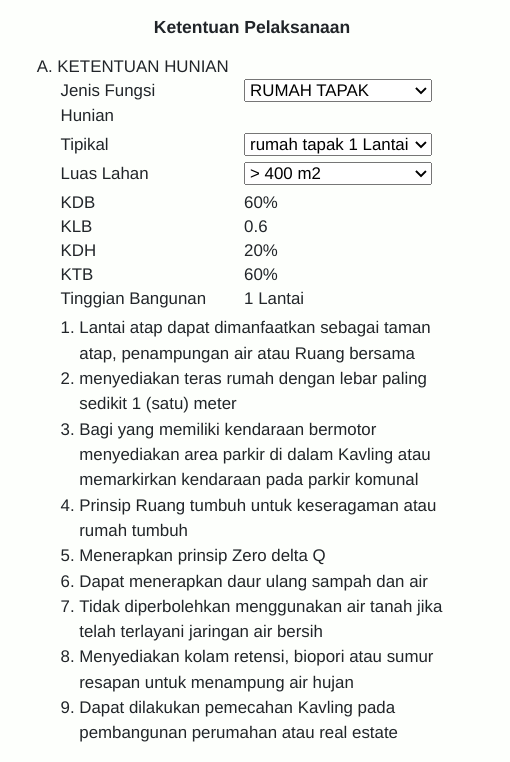 Ketentuan Pelaksanaan
A. KETENTUAN HUNIAN
Jenis Fungsi Hunian RUMAH TAPAK
Tipikal rumah tapak 1 Lantai
Luas Lahan > 400 m2
KDB 60%
KLB 0.6
KDH 20%
KTB 60%
Tinggian Bangunan 1 Lantai
1. Lantai atap dapat dimanfaatkan sebagai taman
atap, penampungan air atau Ruang bersama
2. menyediakan teras rumah dengan lebar paling
sedikit 1 (satu) meter
3. Bagi yang memiliki kendaraan bermotor
menyediakan area parkir di dalam Kavling atau
memarkirkan kendaraan pada parkir komunal
4. Prinsip Ruang tumbuh untuk keseragaman atau
rumah tumbuh
5. Menerapkan prinsip Zero delta Q
6. Dapat menerapkan daur ulang sampah dan air
7. Tidak diperbolehkan menggunakan air tanah jika
telah terlayani jaringan air bersih
8. Menyediakan kolam retensi, biopori atau sumur
resapan untuk menampung air hujan
9. Dapat dilakukan pemecahan Kavling pada
pembangunan perumahan atau real estate